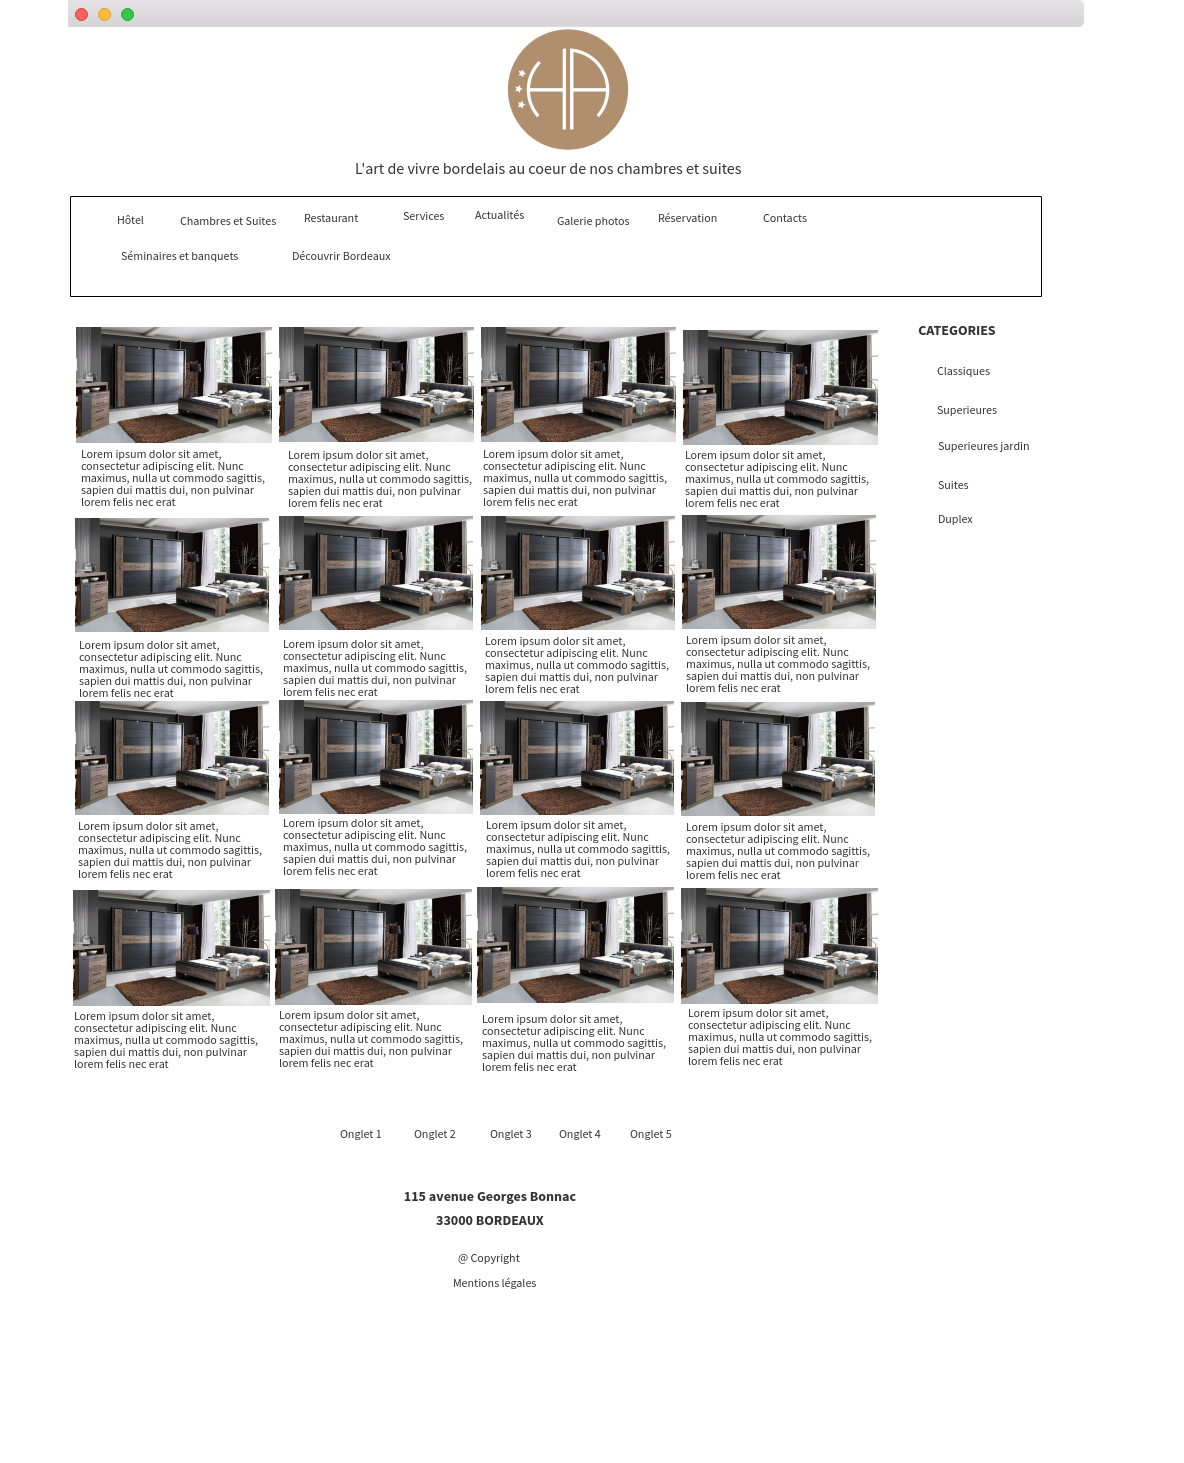 L'art de vivre bordelais au coeur de nos chambres et suites
Hôtel Chambres et Suites Restaurant Services Actualités Galerie photos Réservation Contacts
Séminaires et banquets Découvrir Bordeaux
Lorem ipsum dolor sit amet,
consectetur adipiscing elit. Nunc
maximus, nulla ut commodo sagittis,
sapien dui mattis dui, non pulvinar
lorem felis nec erat
Lorem ipsum dolor sit amet,
consectetur adipiscing elit. Nunc
maximus, nulla ut commodo sagittis,
sapien dui mattis dui, non pulvinar
lorem felis nec erat
Lorem ipsum dolor sit amet,
consectetur adipiscing elit. Nunc
maximus, nulla ut commodo sagittis,
sapien dui mattis dui, non pulvinar
lorem felis nec erat
Lorem ipsum dolor sit amet,
consectetur adipiscing elit. Nunc
maximus, nulla ut commodo sagittis,
sapien dui mattis dui, non pulvinar
lorem felis nec erat
Lorem ipsum dolor sit amet,
consectetur adipiscing elit. Nunc
maximus, nulla ut commodo sagittis,
sapien dui mattis dui, non pulvinar
lorem felis nec erat
Lorem ipsum dolor sit amet,
consectetur adipiscing elit. Nunc
maximus, nulla ut commodo sagittis,
sapien dui mattis dui, non pulvinar
lorem felis nec erat
Lorem ipsum dolor sit amet,
consectetur adipiscing elit. Nunc
maximus, nulla ut commodo sagittis,
sapien dui mattis dui, non pulvinar
lorem felis nec erat
Lorem ipsum dolor sit amet,
consectetur adipiscing elit. Nunc
maximus, nulla ut commodo sagittis,
sapien dui mattis dui, non pulvinar
lorem felis nec erat
Lorem ipsum dolor sit amet,
consectetur adipiscing elit. Nunc
maximus, nulla ut commodo sagittis,
sapien dui mattis dui, non pulvinar
lorem felis nec erat
Lorem ipsum dolor sit amet,
consectetur adipiscing elit. Nunc
maximus, nulla ut commodo sagittis,
sapien dui mattis dui, non pulvinar
lorem felis nec erat
Lorem ipsum dolor sit amet,
consectetur adipiscing elit. Nunc
maximus, nulla ut commodo sagittis,
sapien dui mattis dui, non pulvinar
lorem felis nec erat
Lorem ipsum dolor sit amet,
consectetur adipiscing elit. Nunc
maximus, nulla ut commodo sagittis,
sapien dui mattis dui, non pulvinar
lorem felis nec erat
Lorem ipsum dolor sit amet,
consectetur adipiscing elit. Nunc
maximus, nulla ut commodo sagittis,
sapien dui mattis dui, non pulvinar
lorem felis nec erat
Lorem ipsum dolor sit amet,
consectetur adipiscing elit. Nunc
maximus, nulla ut commodo sagittis,
sapien dui mattis dui, non pulvinar
lorem felis nec erat
Lorem ipsum dolor sit amet,
consectetur adipiscing elit. Nunc
maximus, nulla ut commodo sagittis,
sapien dui mattis dui, non pulvinar
lorem felis nec erat
Lorem ipsum dolor sit amet,
consectetur adipiscing elit. Nunc
maximus, nulla ut commodo sagittis,
sapien dui mattis dui, non pulvinar
lorem felis nec erat
CATEGORIES
Classiques
Superieures
Superieures jardin
Suites
Duplex
Onglet 1 Onglet 2 Onglet 3 Onglet 4 Onglet 5
115 avenue Georges Bonnac
33000 BORDEAUX
@ Copyright
Mentions légales